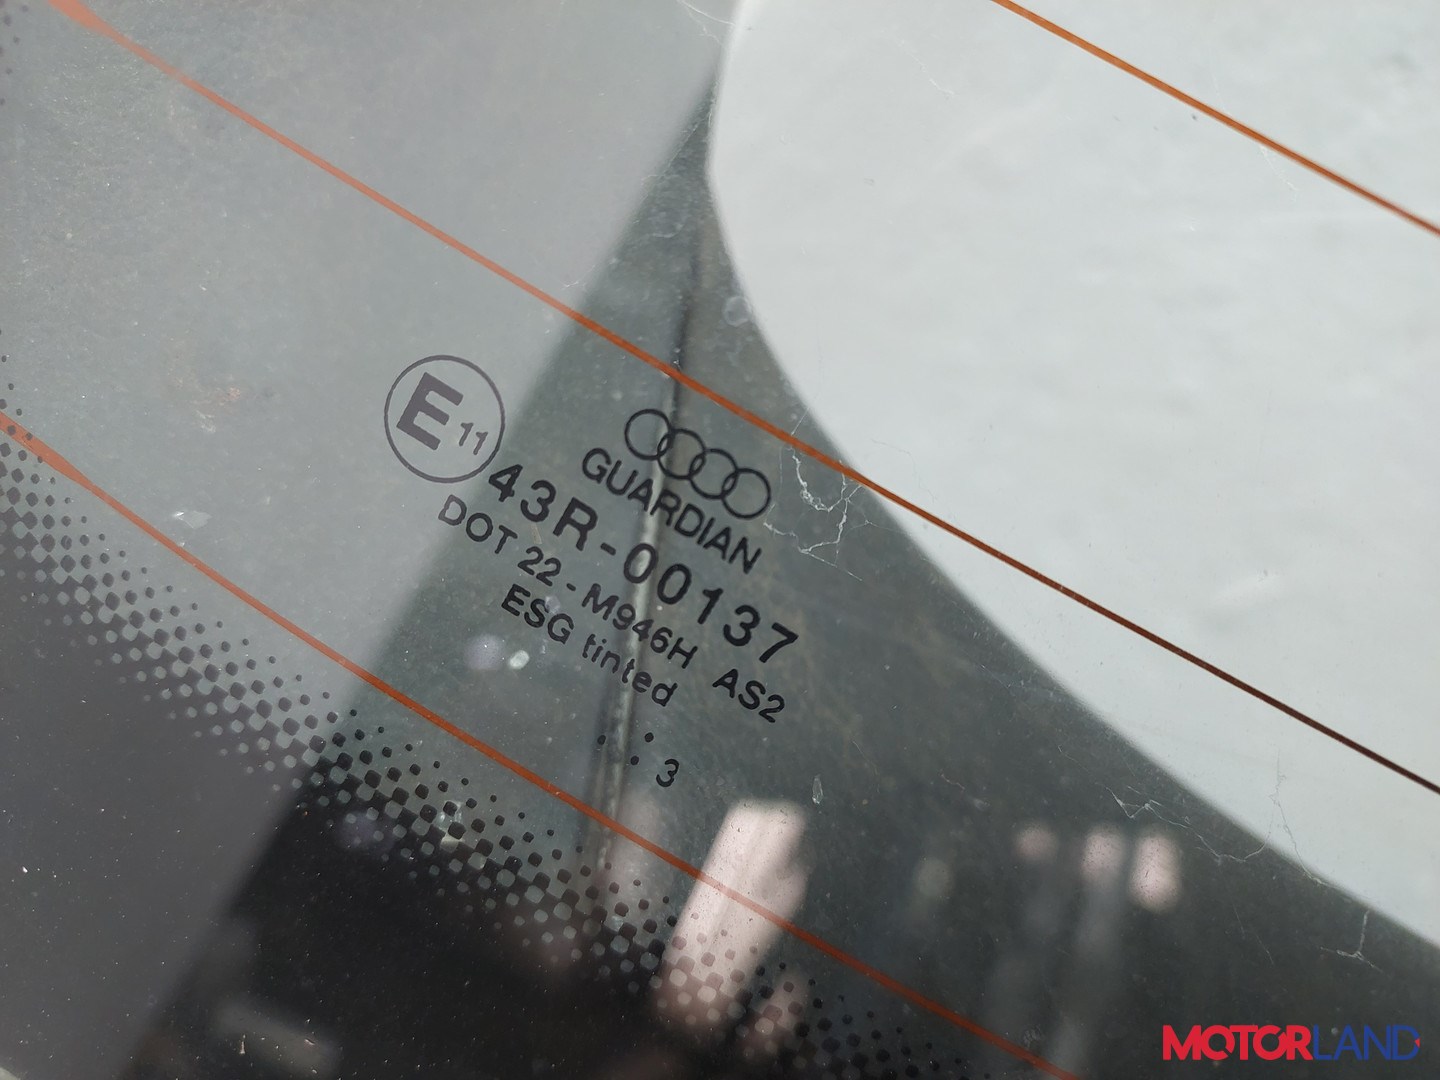 GUARDIAN
E 11
43R-00137
DOT 22-M946H AS2
ESG tinted
.. . 3
MOTORLAND